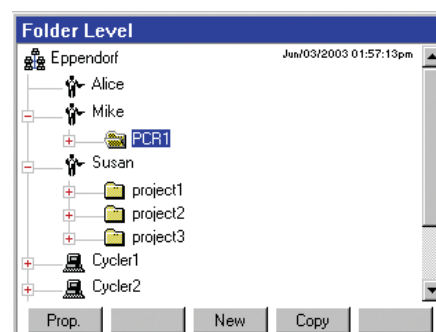 Folder Level
Eppendorf Jun/03/2003 01:57:13pm
Alice
Mike
PCR1
Susan
project1
project2
project3
Cycler1
Cycler2
Prop. New Copy